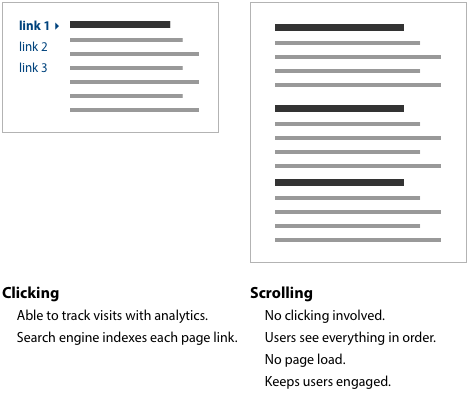 link 1
link 2
link 3
Clicking
Able to track visits with analytics.
Search engine indexes each page link.
Scrolling
No clicking involved.
Users see everything in order.
No page load.
Keeps users engaged.